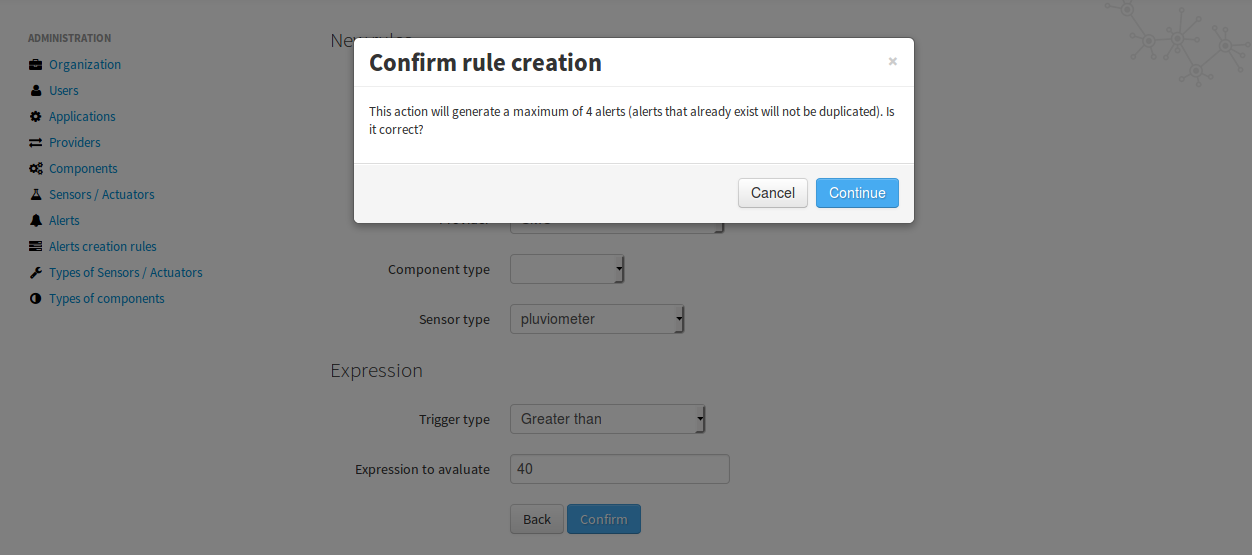 ADMINISTRATION
Organization
Users
Applications
Providers
Components
Sensors / Actuators
Alerts
Alerts creation rules
Types of Sensors / Actuators
Types of components
New rules
Confirm rule creation
×
This action will generate a maximum of 4 alerts (alerts that already exist will not be duplicated). Is
it correct?
Cancel
Continue
Component type
Sensor type
pluviometer
Expression
Trigger type
Greater than
Expression to evaluate
40
Back
Confirm